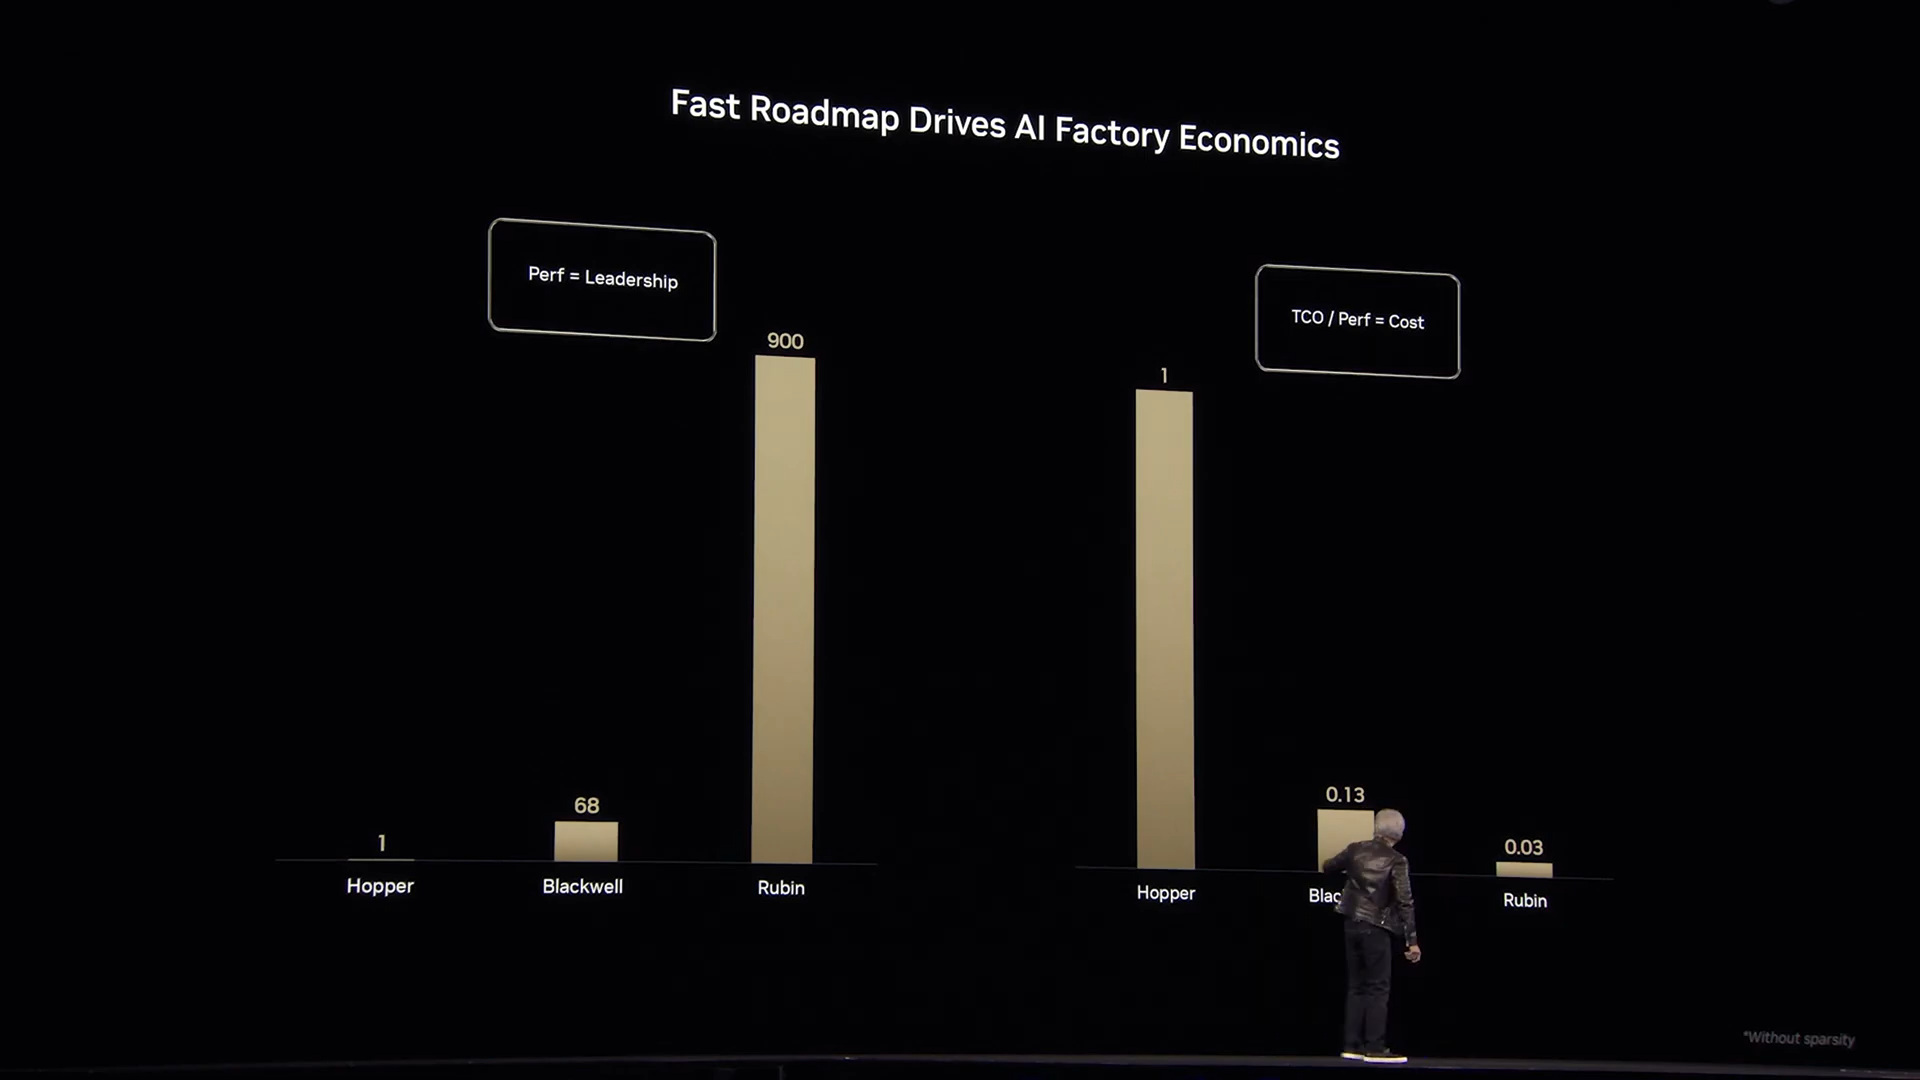 Fast Roadmap Drives AI Factory Economics
Perf = Leadership
900
68
1
Hopper
Blackwell
Rubin
TCO / Perf = Cost
1
0.13
0.03
Hopper
Blac
Rubin
*Without sparsity